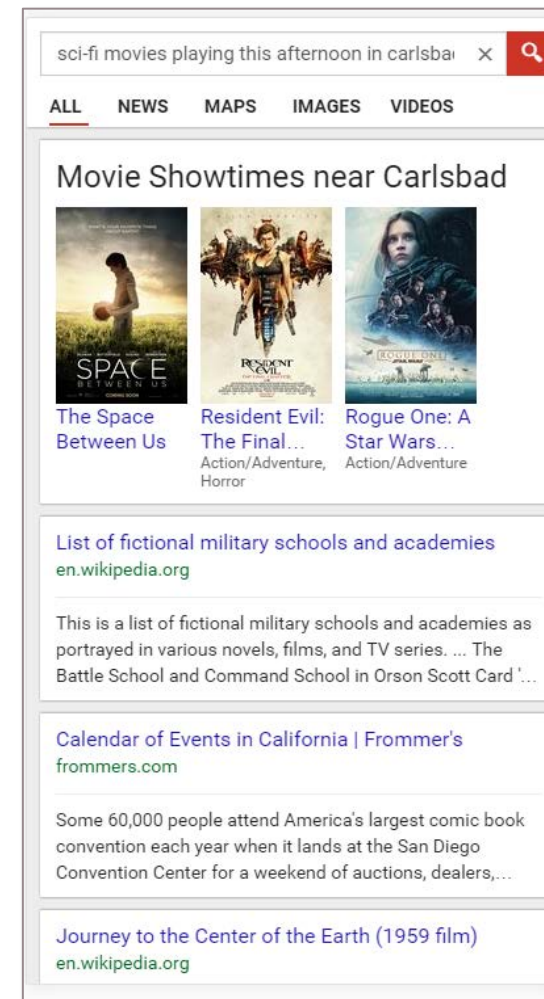 sci-fi movies playing this afternoon in carlsba
ALL NEWS MAPS IMAGES VIDEOS
Movie Showtimes near Carlsbad
SPACE
BETWEEN US
COMING SOON
RESIDENT
EVIL
ROGUE ONE
STAR WARS
The Space
Between Us
Resident Evil:
The Final...
Action/Adventure,
Horror
Rogue One: A
Star Wars...
Action/Adventure
List of fictional military schools and academies
en.wikipedia.org
This is a list of fictional military schools and academies as
portrayed in various novels, films, and TV series. ... The
Battle School and Command School in Orson Scott Card '...
Calendar of Events in California | Frommer's
frommers.com
Some 60,000 people attend America's largest comic book
convention each year when it lands at the San Diego
Convention Center for a weekend of auctions, dealers,...
Journey to the Center of the Earth (1959 film)
en.wikipedia.org